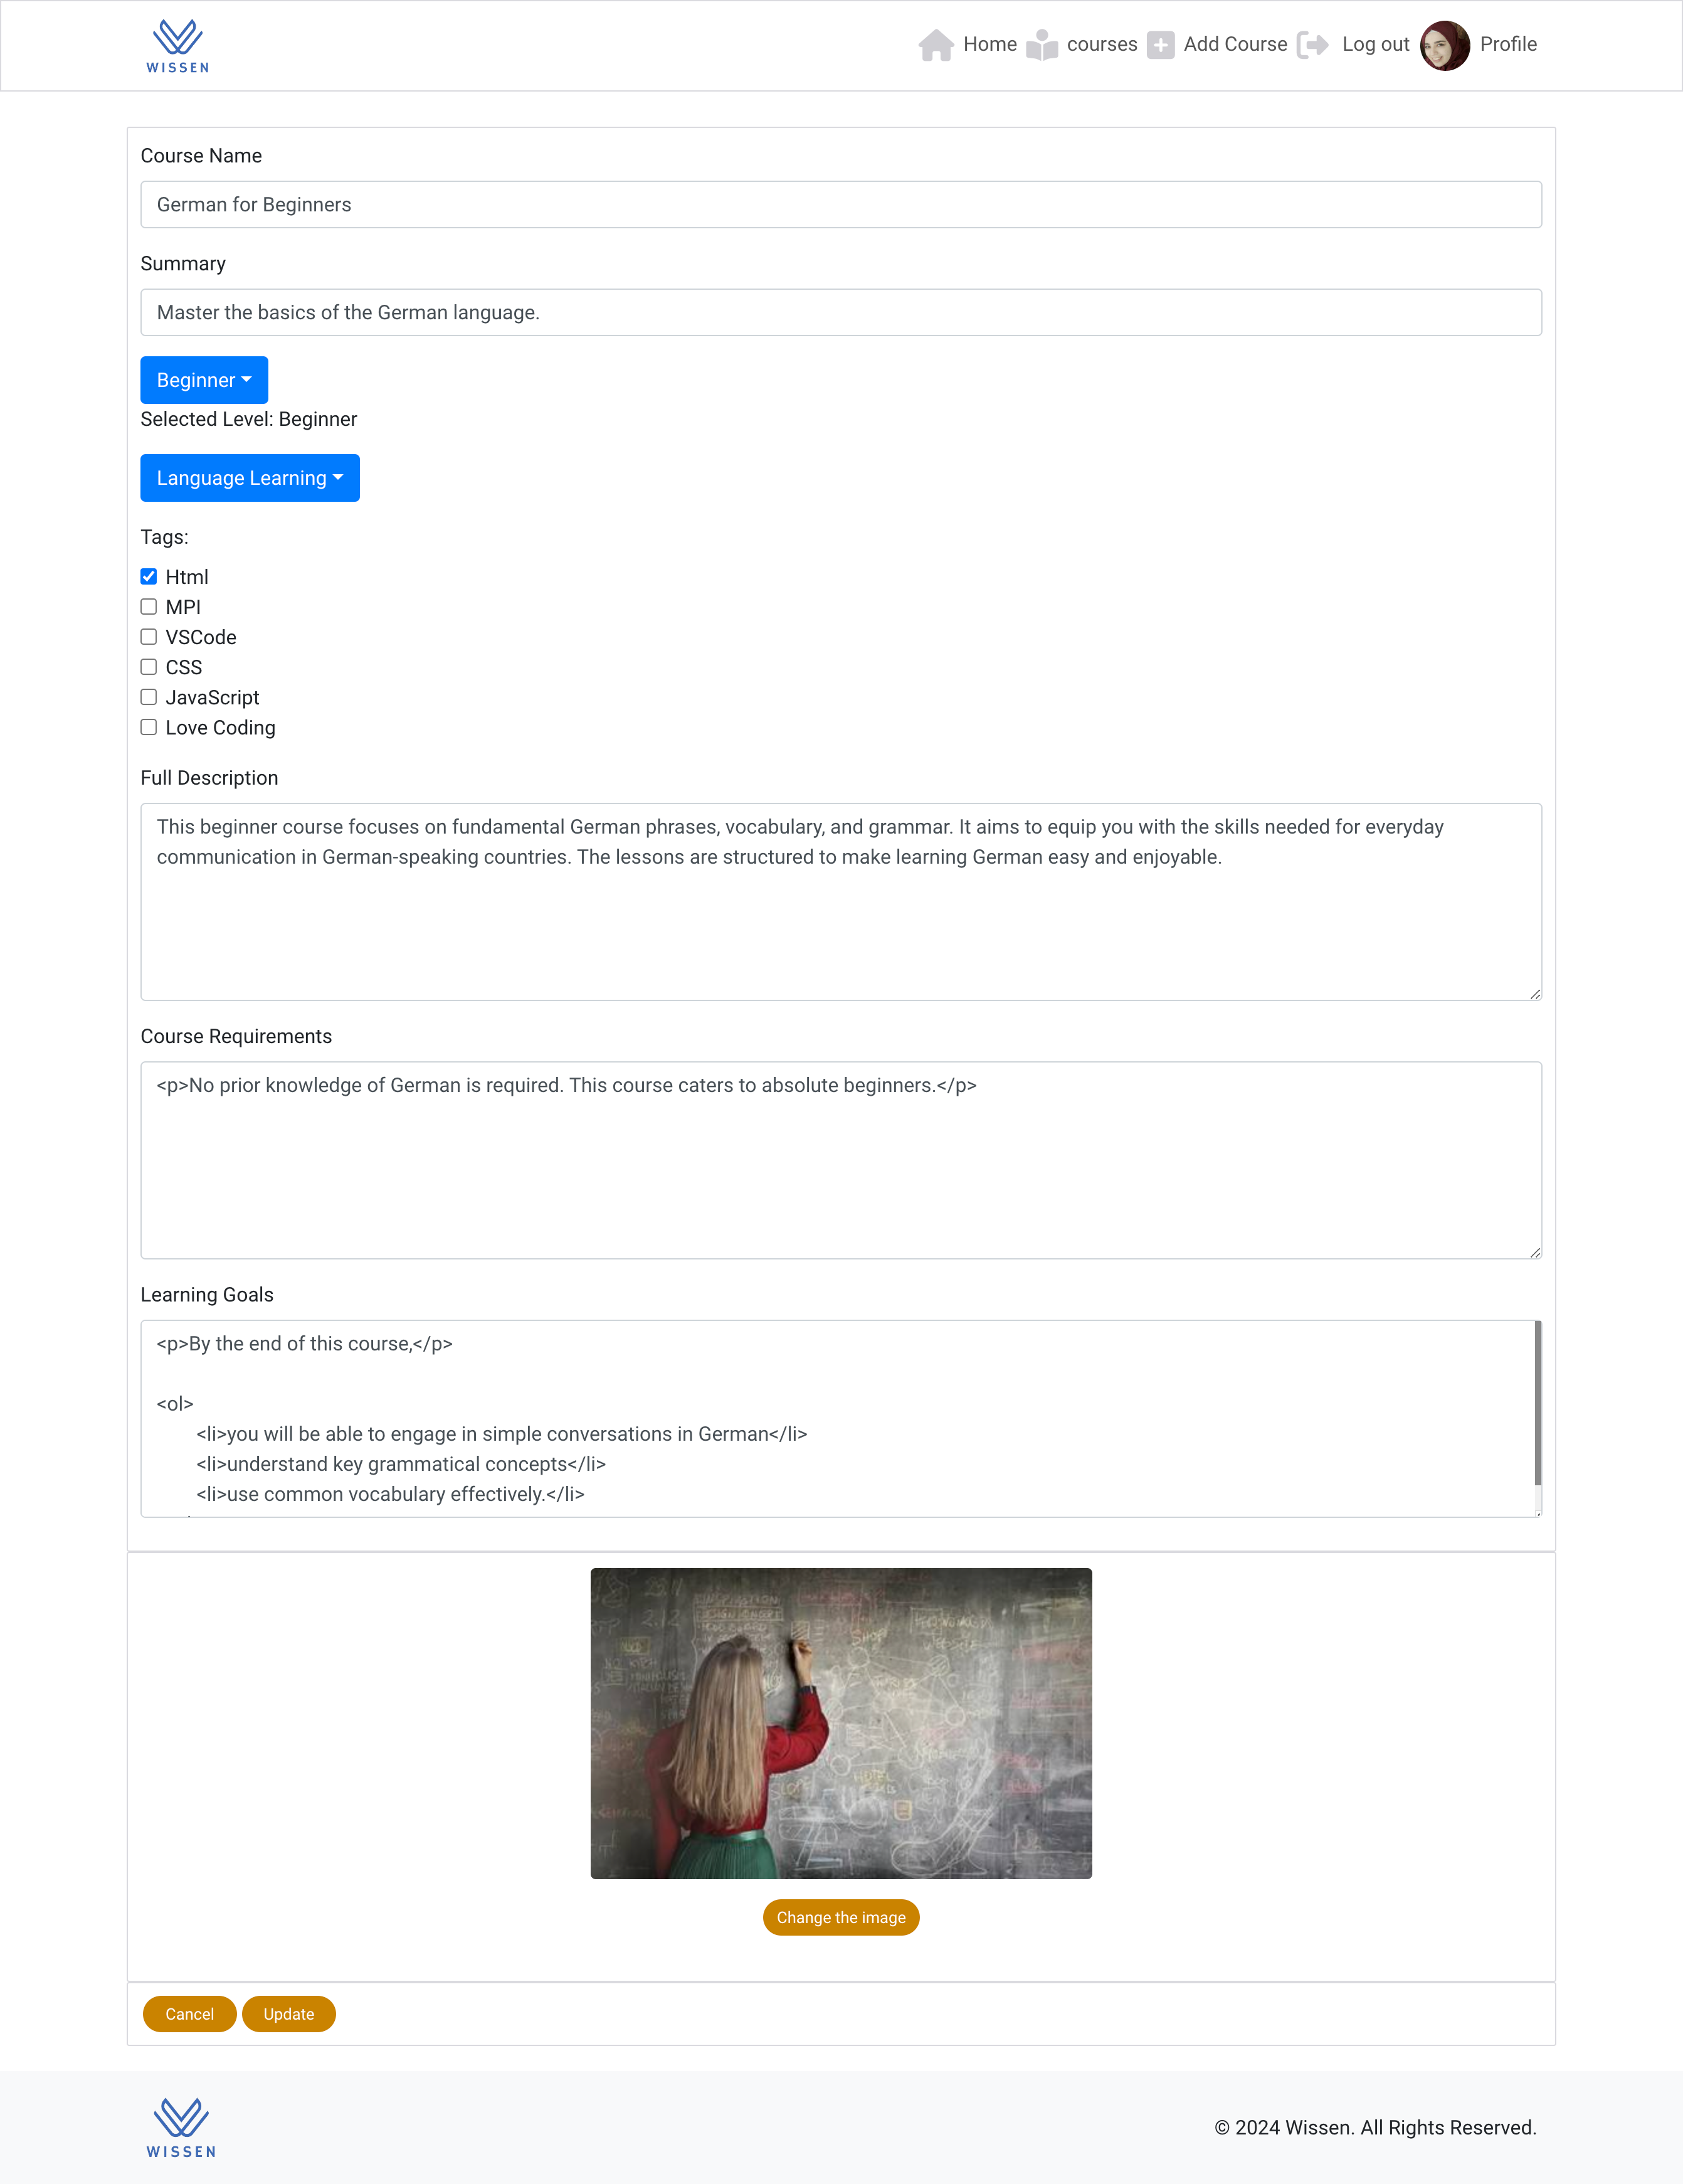 WISSEN
Home courses Add Course Log out Profile
Course Name
German for Beginners
Summary
Master the basics of the German language.
Beginner
Selected Level: Beginner
Language Learning
Tags:
Html
MPI
VSCode
CSS
JavaScript
Love Coding
Full Description
This beginner course focuses on fundamental German phrases, vocabulary, and grammar. It aims to equip you with the skills needed for everyday
communication in German-speaking countries. The lessons are structured to make learning German easy and enjoyable.
Course Requirements
<p>No prior knowledge of German is required. This course caters to absolute beginners.</p>
Learning Goals
<p>By the end of this course,</p>
<ol>
<li>you will be able to engage in simple conversations in German</li>
<li>understand key grammatical concepts</li>
<li>use common vocabulary effectively.</li>
DESIGN CONCEPT
SHOP
WEBSITE
HOTEL
Change the image
Cancel Update
WISSEN
© 2024 Wissen. All Rights Reserved.